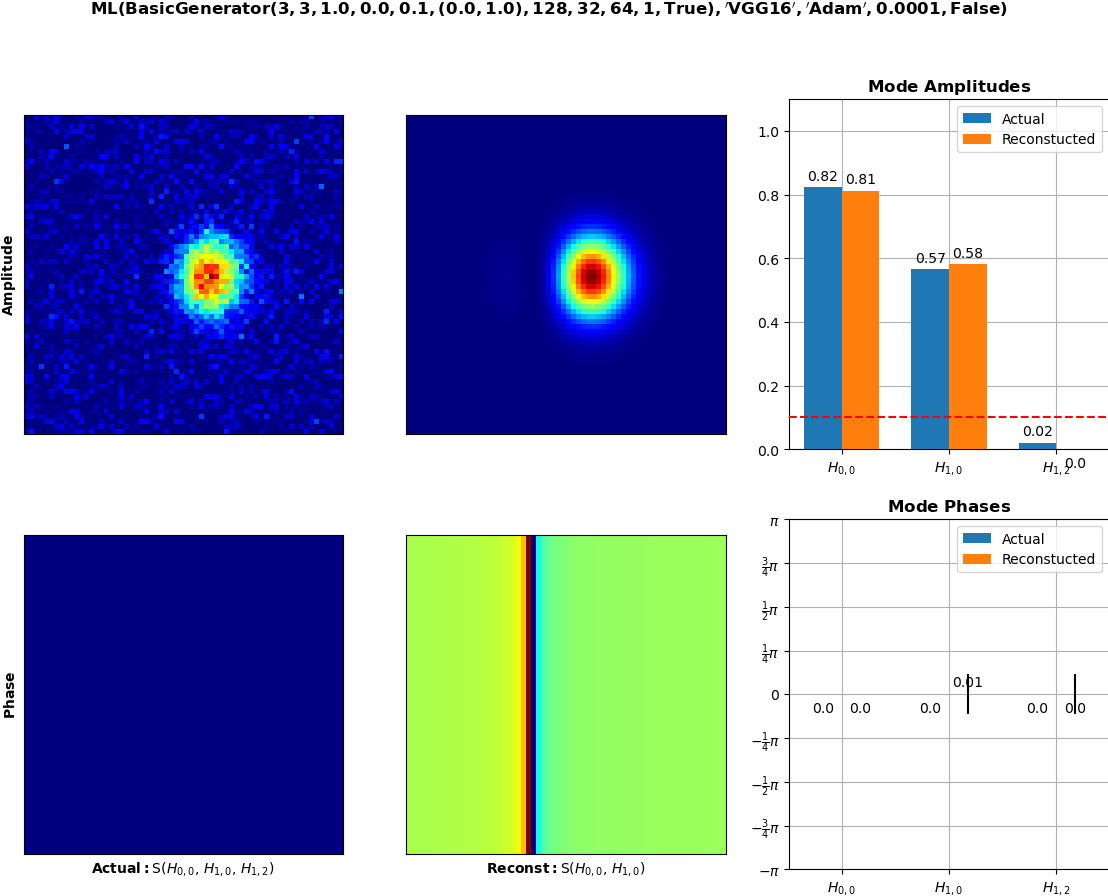 ML(BasicGenerator(3, 3, 1.0, 0.0, 0.1, (0.0, 1.0), 128, 32, 64, 1, True), ′VGG16′, ′Adam′, 0.0001, False)
Amplitude
Mode Amplitudes
Actual
Reconstucted
1.0
0.8
0.6
0.4
0.2
0.0
0.82
0.81
0.57
0.58
0.02
0.0
H0,0
H1,0
H1,2
Phase
Actual: S(H0,0, H1,0, H1,2)
Reconst: S(H0,0, H1,0)
Mode Phases
Actual
Reconstucted
π
3/4π
1/2π
1/4π
0
−1/4π
−1/2π
−3/4π
−π
0.0
0.0
0.0
0.01
0.0
0.0
H0,0
H1,0
H1,2